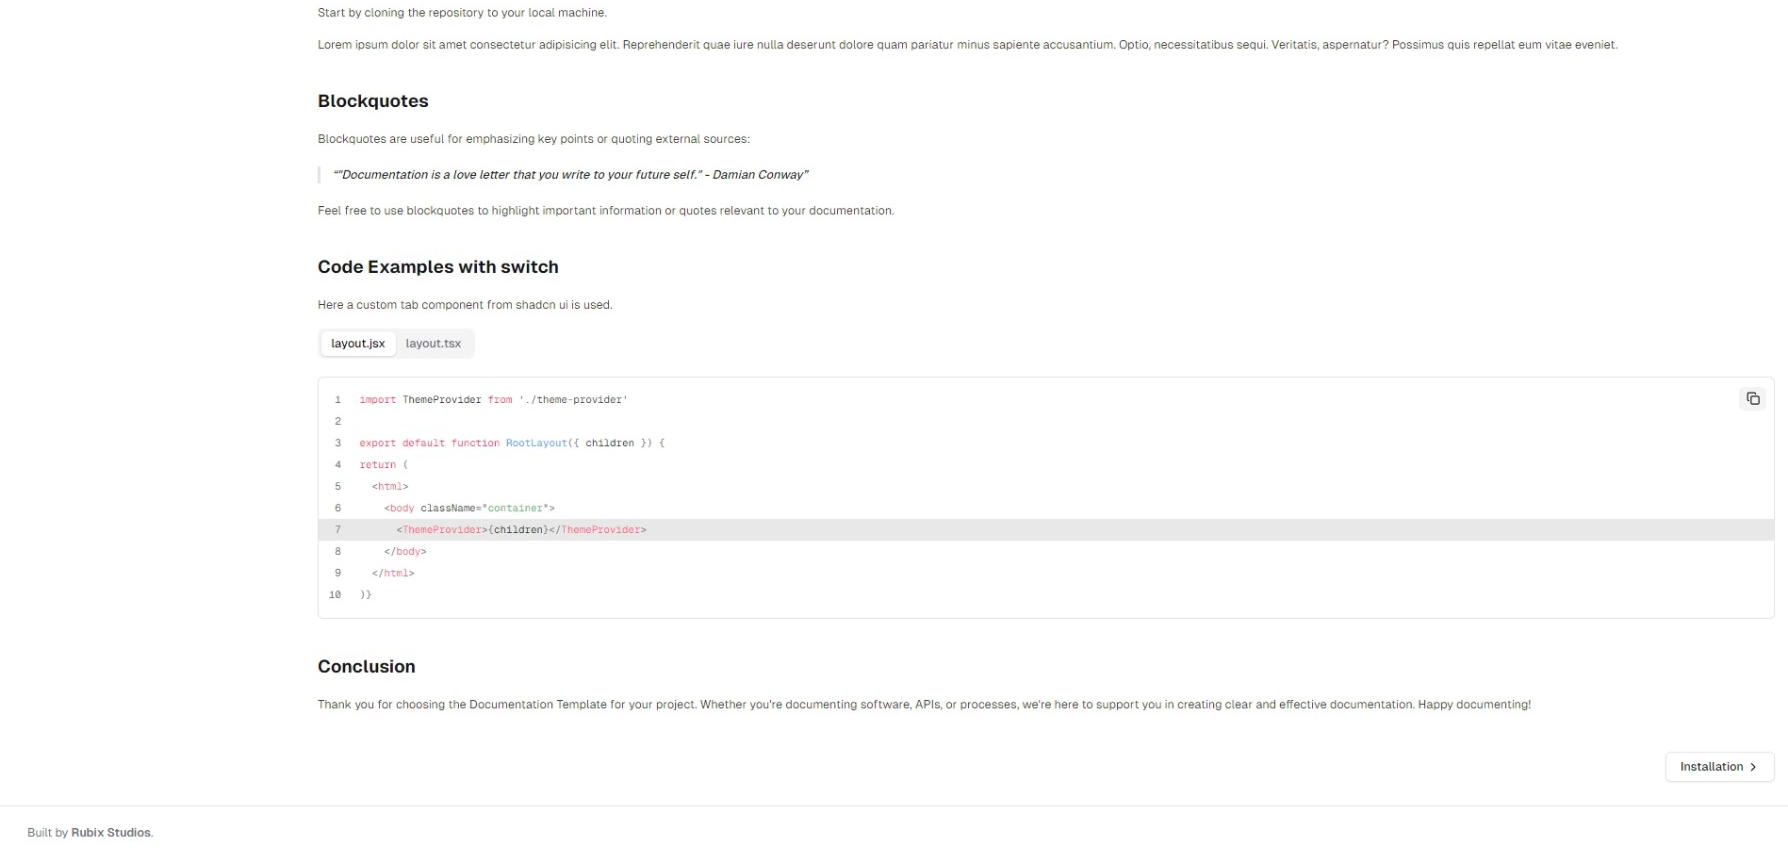 Start by cloning the repository to your local machine.
Lorem ipsum dolor sit amet consectetur adipisicing elit. Reprehenderit quae iure nulla deserunt dolore quam pariatur minus sapiente accusantium. Optio, necessitatibus sequi. Veritatis, aspernatur? Possimus quis repellat eum vitae eveniet.
Blockquotes
Blockquotes are useful for emphasizing key points or quoting external sources:
“"Documentation is a love letter that you write to your future self." - Damian Conway”
Feel free to use blockquotes to highlight important information or quotes relevant to your documentation.
Code Examples with switch
Here a custom tab component from shadcn ui is used.
layout.jsx layout.tsx
1 import ThemeProvider from './theme-provider'
2
3 export default function RootLayout({ children }) {
4 return (
5 <html>
6 <body className="container">
7 <ThemeProvider>{children}</ThemeProvider>
8 </body>
9 </html>
10 )}
Conclusion
Thank you for choosing the Documentation Template for your project. Whether you're documenting software, APIs, or processes, we're here to support you in creating clear and effective documentation. Happy documenting!
Installation
Built by Rubix Studios.